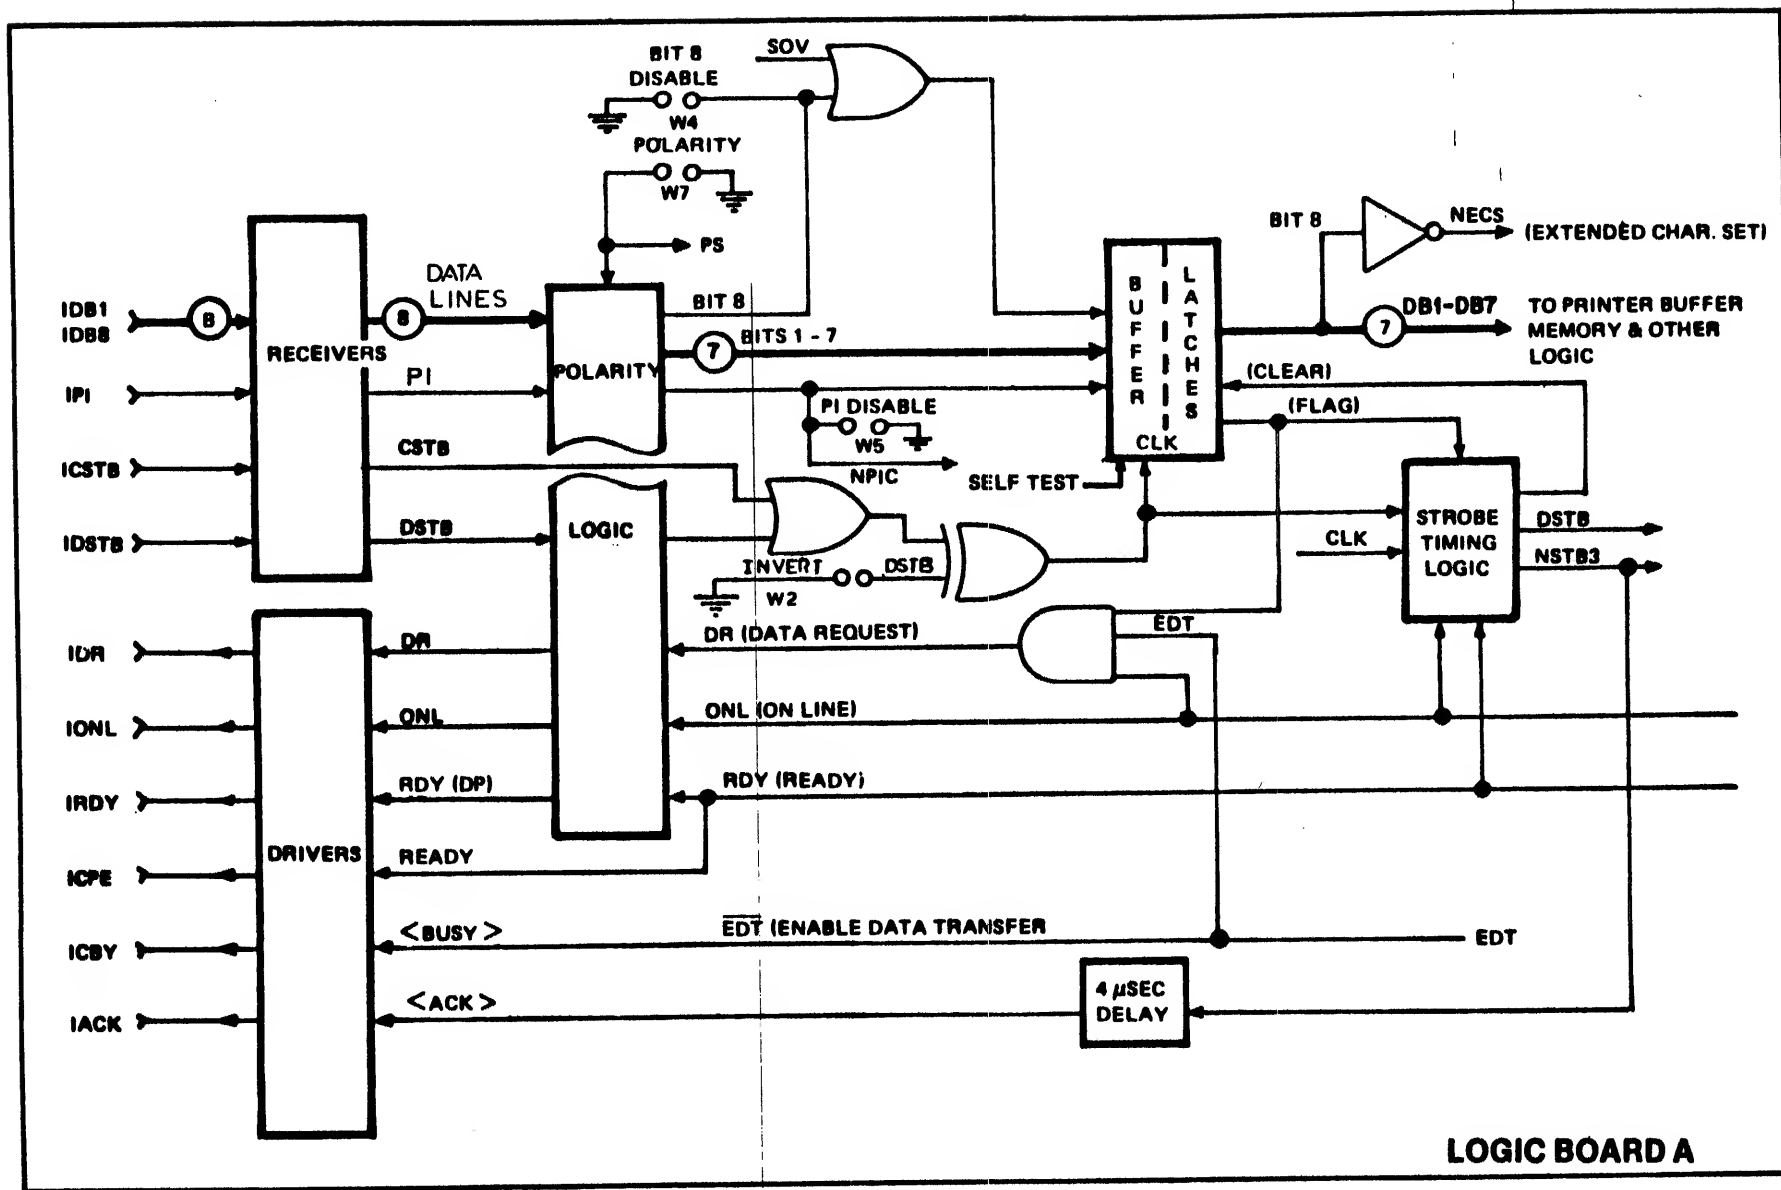 BIT 8
DISABLE
W4
SOV
POLARITY
W7
PS
IDB1
IDB8
8
RECEIVERS
8
DATA
LINES
POLARITY
BIT 8
7
BITS 1 - 7
BUFFER
LATCHES
CLK
BIT 8
NECS
(EXTENDED CHAR. SET)
7
DB1-DB7
TO PRINTER BUFFER
MEMORY & OTHER
LOGIC
(CLEAR)
(FLAG)
IPI
PI
PI DISABLE
W5
NPIC
SELF TEST
ICSTB
CSTB
IDSTB
DSTB
LOGIC
INVERT
W2
DSTB
CLK
STROBE
TIMING
LOGIC
DSTB
NSTB3
IDR
DR
DR (DATA REQUEST)
EDT
IONL
ONL
ONL (ON LINE)
IRDY
RDY (DP)
RDY (READY)
DRIVERS
ICPE
READY
ICBY
<BUSY>
E̅D̅T̅ (ENABLE DATA TRANSFER
EDT
IACK
<ACK>
4 µSEC
DELAY
LOGIC BOARD A